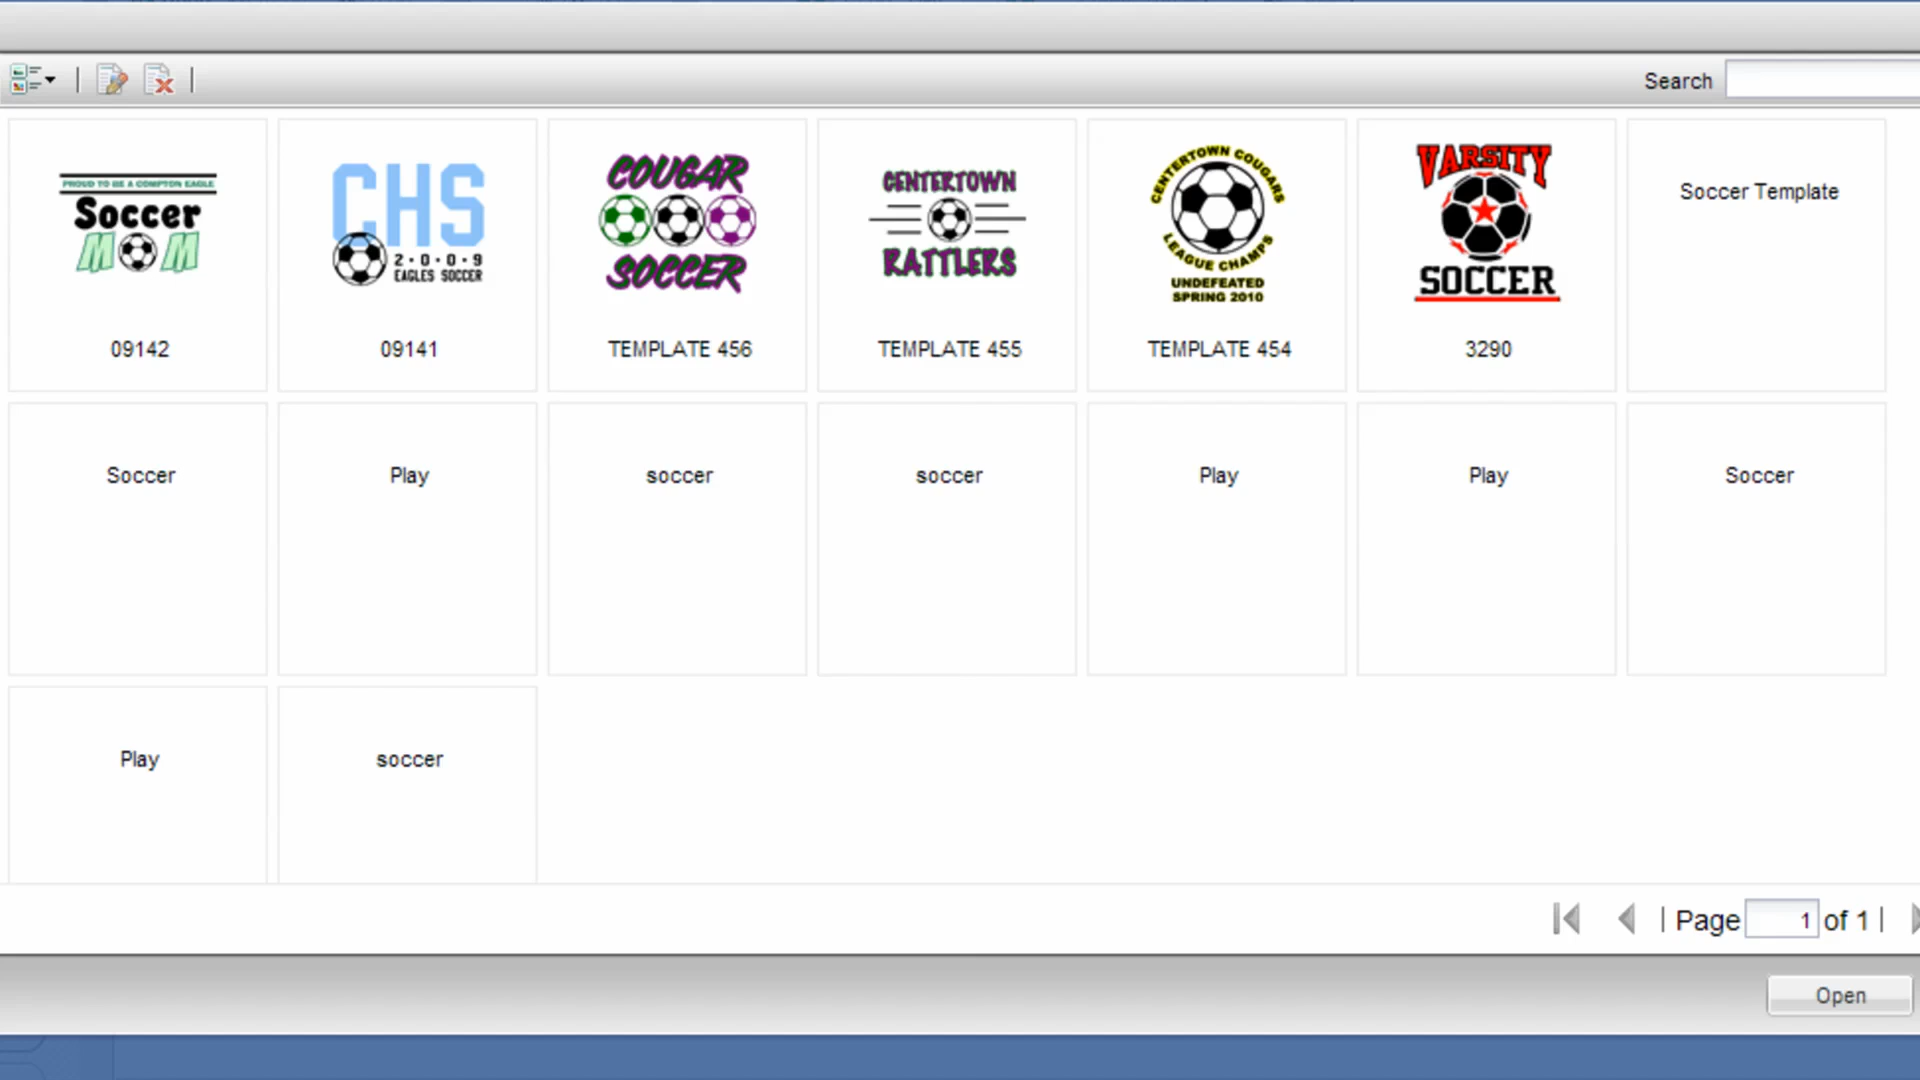 Search
PROUD TO BE A COMPTON EAGLE
Soccer
MOM
09142
CHS
2·0·0·9
EAGLES SOCCER
09141
COUGAR
SOCCER
TEMPLATE 456
CENTERTOWN
RATTLERS
TEMPLATE 455
CENTERTOWN COUGARS
LEAGUE CHAMPS
UNDEFEATED
SPRING 2010
TEMPLATE 454
VARSITY
SOCCER
3290
Soccer Template
Soccer
Play
soccer
soccer
Play
Play
Soccer
Play
soccer
Page 1 of 1
Open